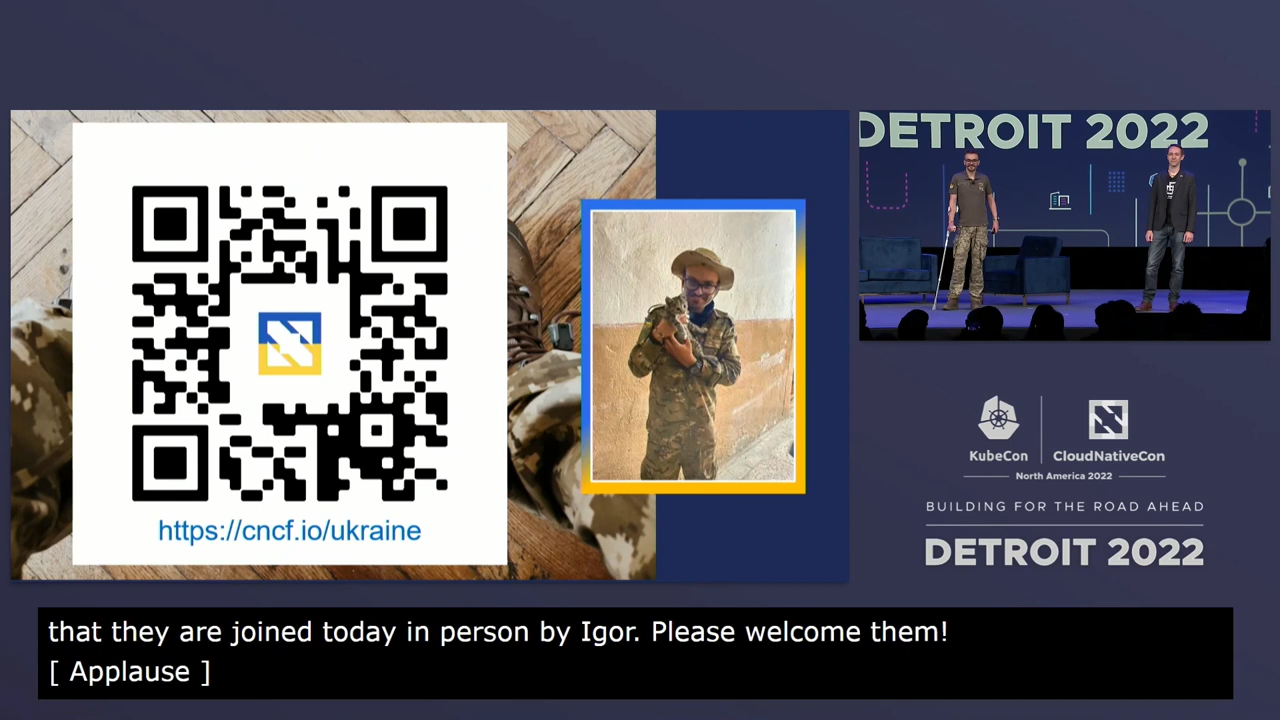 https://cncf.io/ukraine
DETROIT 2022
KubeCon
CloudNativeCon
North America 2022
BUILDING FOR THE ROAD AHEAD
DETROIT 2022
that they are joined today in person by Igor. Please welcome them!
[ Applause ]